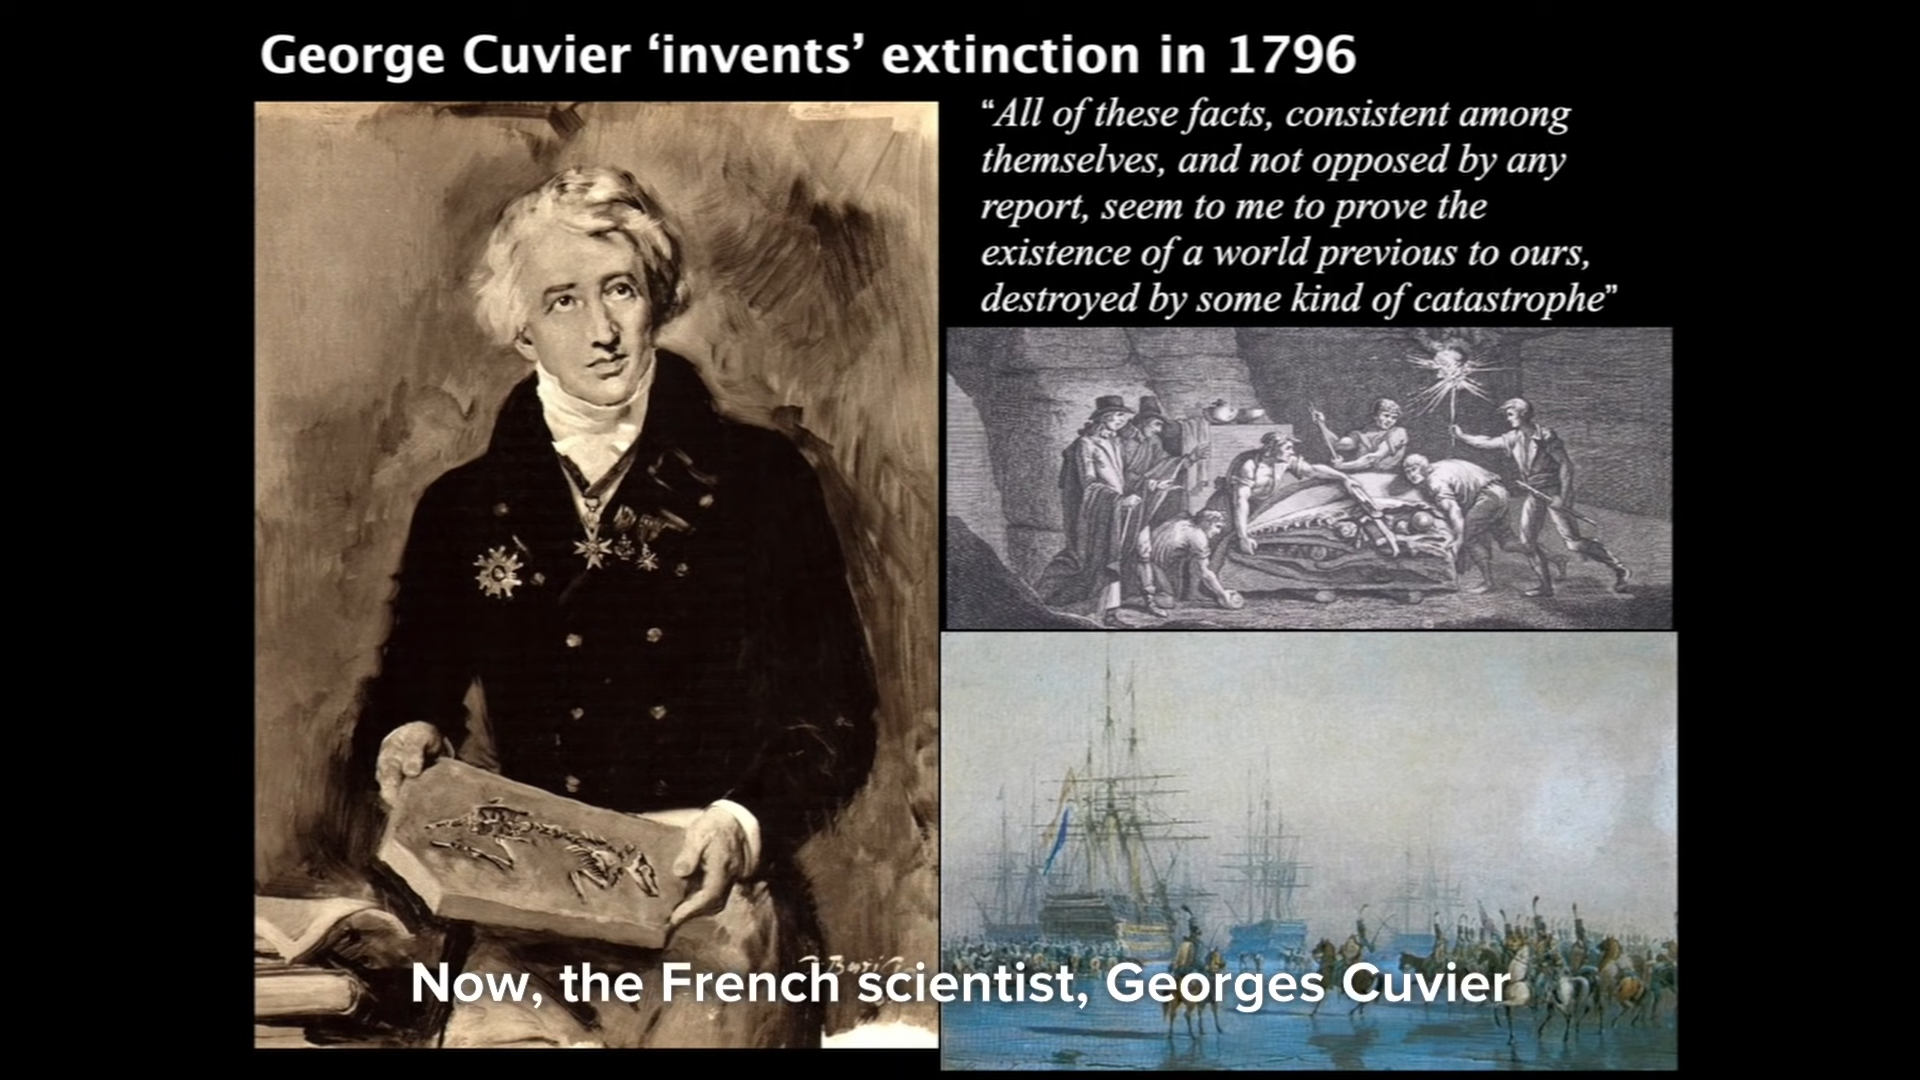 George Cuvier ‘invents’ extinction in 1796
“All of these facts, consistent among
themselves, and not opposed by any
report, seem to me to prove the
existence of a world previous to ours,
destroyed by some kind of catastrophe”
Now, the French scientist, Georges Cuvier